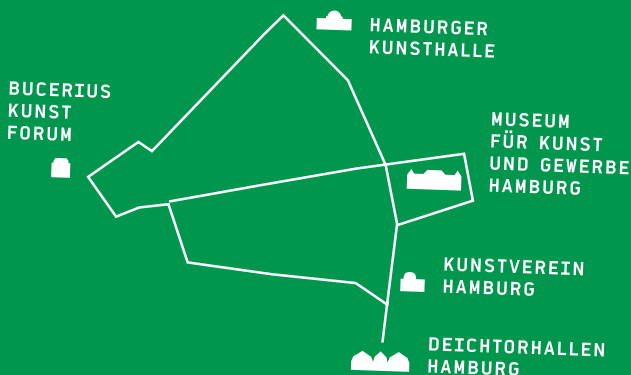 HAMBURGER
KUNSTHALLE
BUCERIUS
KUNST
FORUM
MUSEUM
FÜR KUNST
UND GEWERBE
HAMBURG
KUNSTVEREIN
HAMBURG
DEICHTORHALLEN
HAMBURG